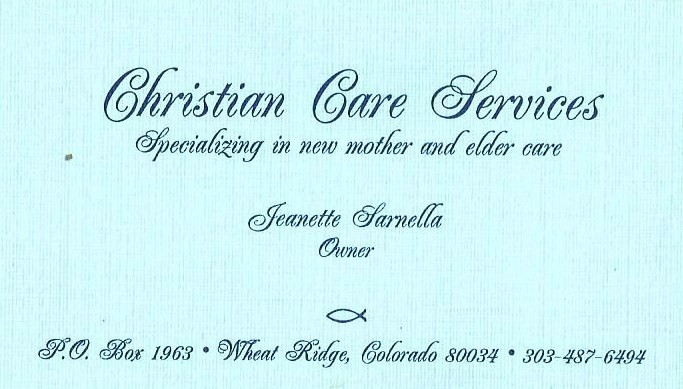 Christian Care Services
Specializing in new mother and elder care
Jeanette Sarnella
Owner
P.O. Box 1963 • Wheat Ridge, Colorado 80034 • 303-487-6494